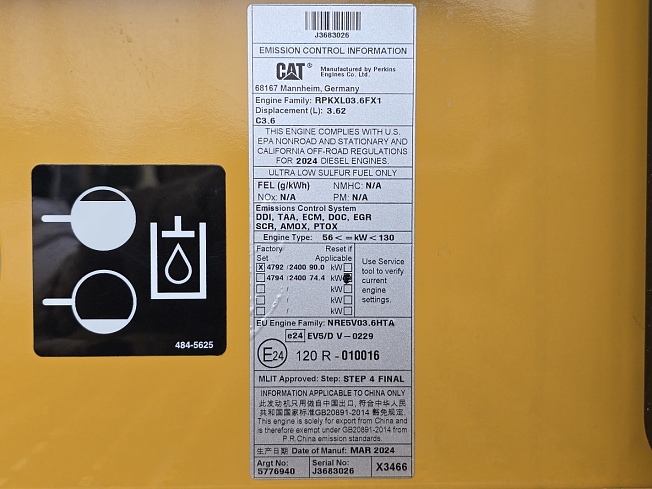 J3683026
EMISSION CONTROL INFORMATION
CAT® Manufactured by Perkins
Engines Co. Ltd.
68167 Mannheim, Germany
Engine Family: RPKXL03.6FX1
Displacement (L): 3.62
C3.6
THIS ENGINE COMPLIES WITH U.S.
EPA NONROAD AND STATIONARY AND
CALIFORNIA OFF-ROAD REGULATIONS
FOR 2024 DIESEL ENGINES.
ULTRA LOW SULFUR FUEL ONLY
FEL (g/kWh) NMHC: N/A
NOx: N/A PM: N/A
Emissions Control System
DDI, TAA, ECM, DOC, EGR
SCR, AMOX, PTOX
Engine Type: 56 < =kW < 130
Factory Reset if
Set Applicable
X 4792 / 2400 90.0 kW
4794 / 2400 74.4 kW
/ kW
/ kW
Use Service
tool to verify
current
engine
settings.
EU Engine Family: NRE5V03.6HTA
e24 EV5/D V-0229
E24 120 R - 010016
MLIT Approved: Step: STEP 4 FINAL
INFORMATION APPLICABLE TO CHINA ONLY
此发动机只用做自中国出口, 符合中华人民
共和国国家标准GB20891-2014 豁免规定.
This engine is solely for export from China and
is therefore exempt under GB20891-2014 from
P.R.China emission standards.
生产日期 Date of Manuf: MAR 2024
Argt No: 5776940
Serial No: J3683026
X3466
484-5625